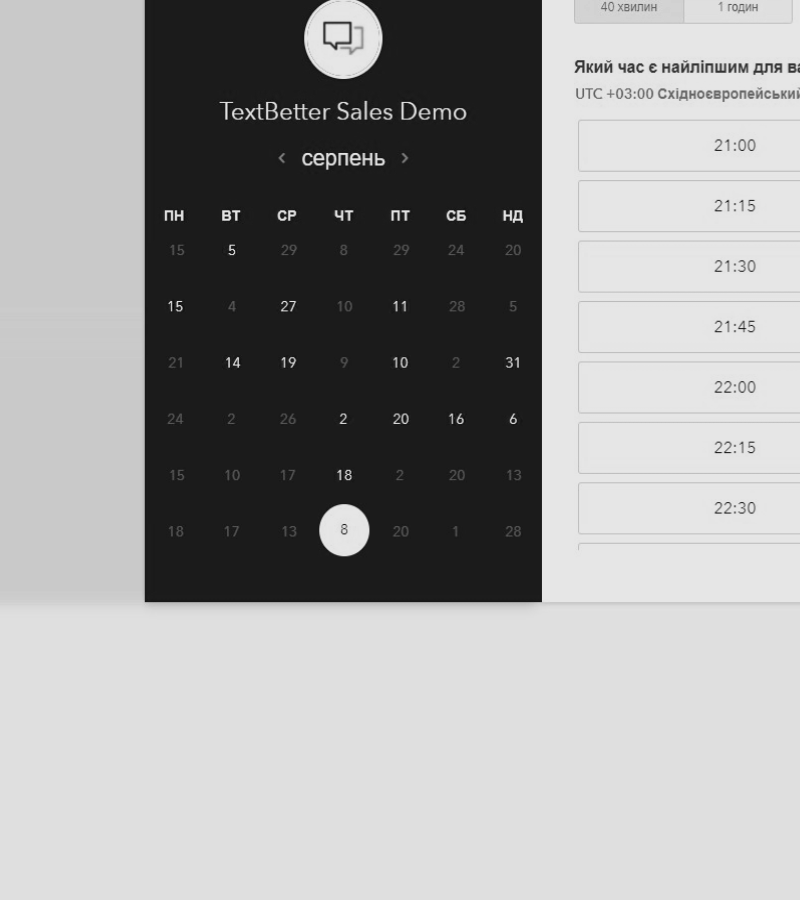 TextBetter Sales Demo
серпень
ПН ВТ СР ЧТ ПТ СБ НД
15 5 29 8 29 24 20
15 4 27 10 11 28 5
21 14 19 9 10 2 31
24 2 26 2 20 16 6
15 10 17 18 2 20 13
18 17 13 8 20 1 28
40 хвилин 1 годин
Який час є найліпшим для ва
UTC +03:00 Східноєвропейський
21:00
21:15
21:30
21:45
22:00
22:15
22:30